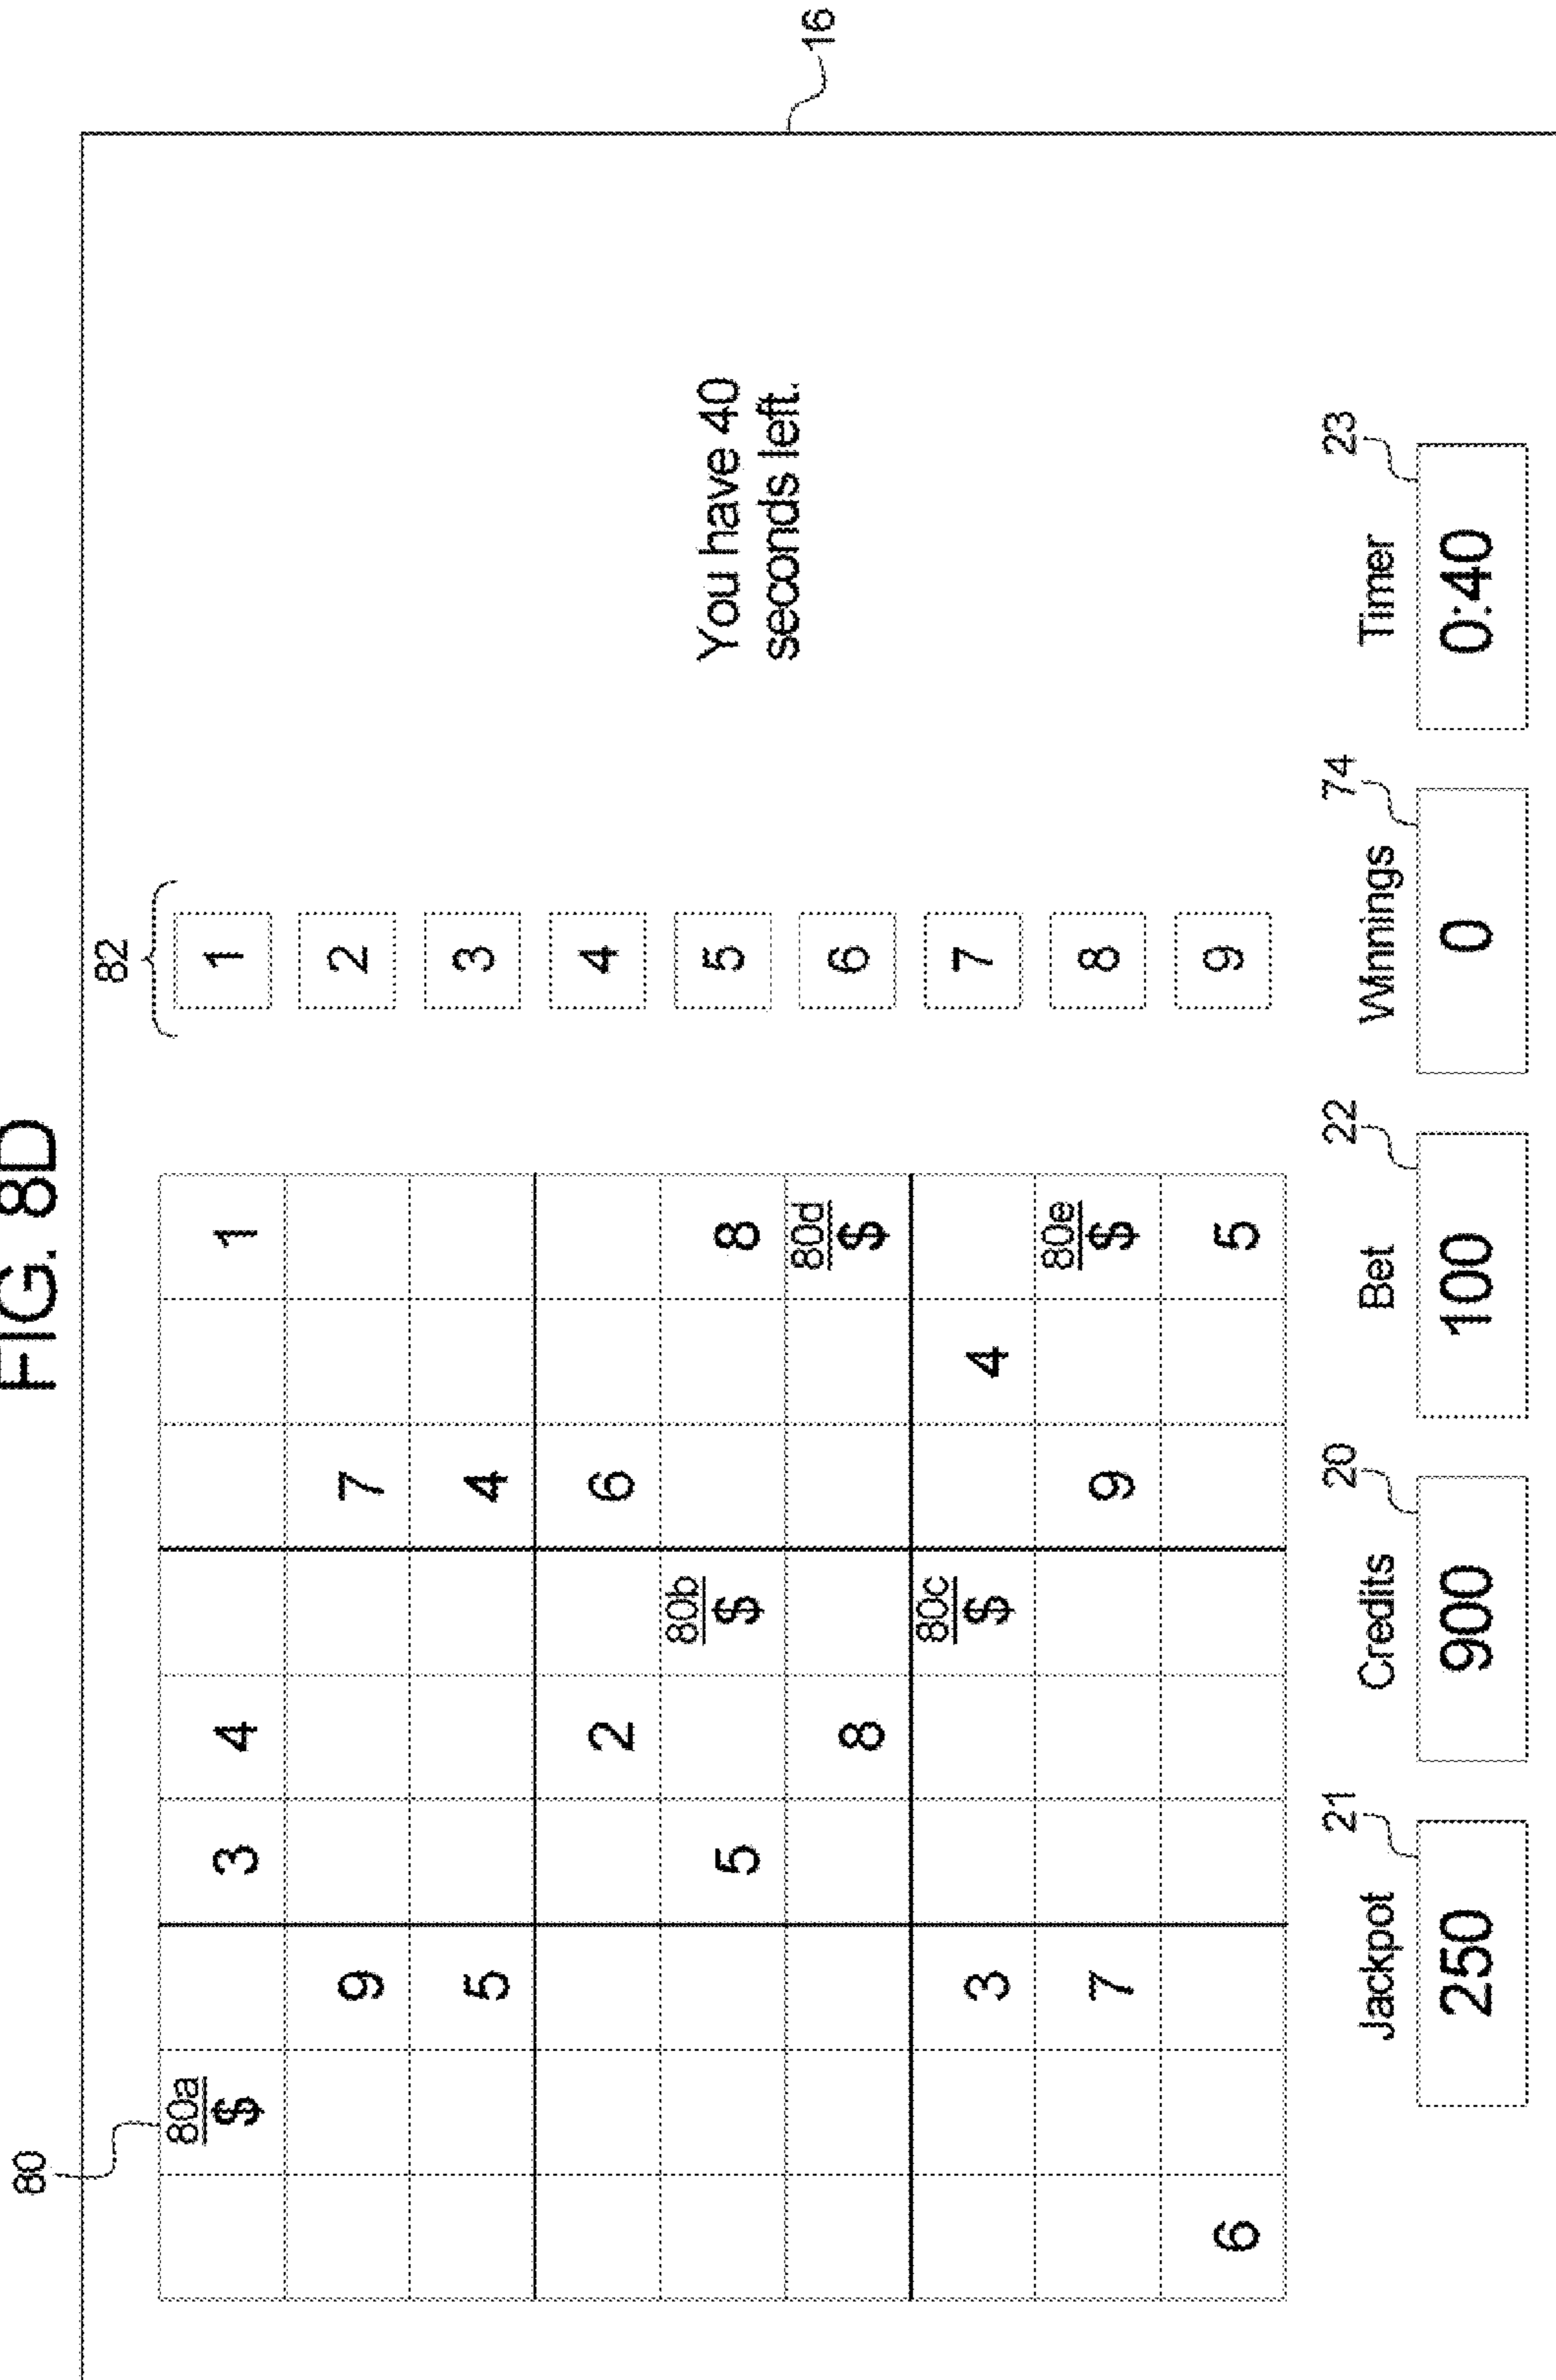 FIG. 8D
80
82
80a
$ 3 4 1
9 7
5 4
2 6
80b
5 $ 8
80d
8 $
80c
3 $ 4
80e
7 9 $
6 5
1
2
3
4
5
6
7
8
9
You have 40
seconds left.
16
21 20 22 74 23
Jackpot Credits Bet Winnings Timer
250 900 100 0 0:40